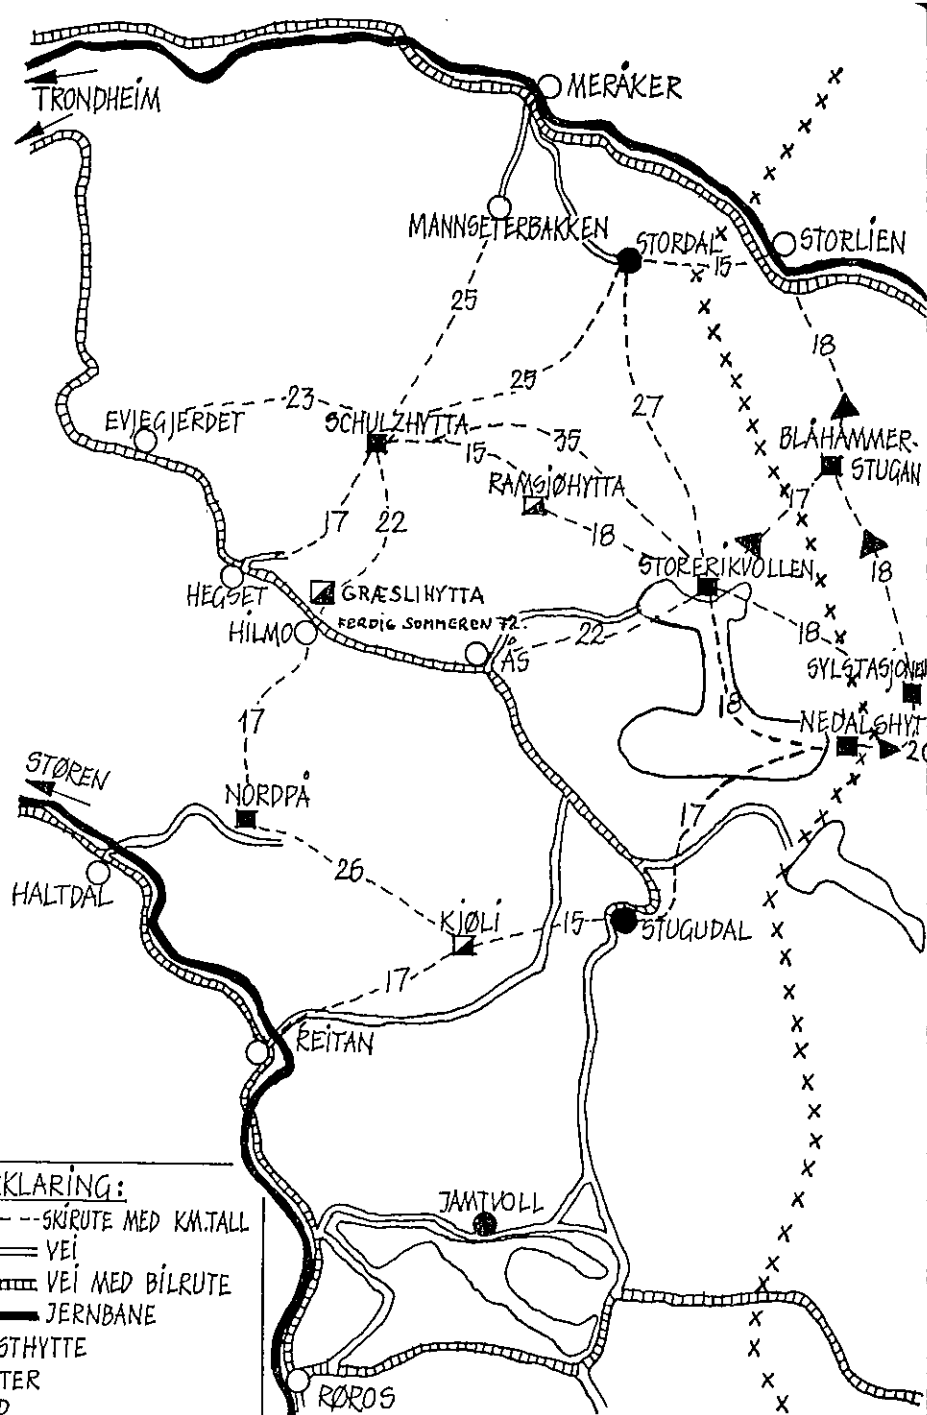 TRONDHEIM
MERÅKER
MANNSETERBAKKEN
STORDAL
STORLIEN
15
25
18
25
23
27
EVJEGJERDET
SCHULZHYTTA
35
15
BLÅHAMMER-
STUGAN
RAMSJØHYTTA
17
17
22
18
STORERIKVOLLEN
18
HEGSET
GRÆSLIHYTTA
FERDIG SOMMEREN 72.
HILMO
ÅS
22
18
SYLSTASJONEN
17
18
NEDALSHYT
20
STØREN
NORDPÅ
17
26
HALTDAL
KJØLI
15
STUGUDAL
17
REITAN
KLARING:
SKIRUTE MED KM.TALL
VEI
VEI MED BILRUTE
JERNBANE
STHYTTE
TER
JAMTVOLL
RØROS